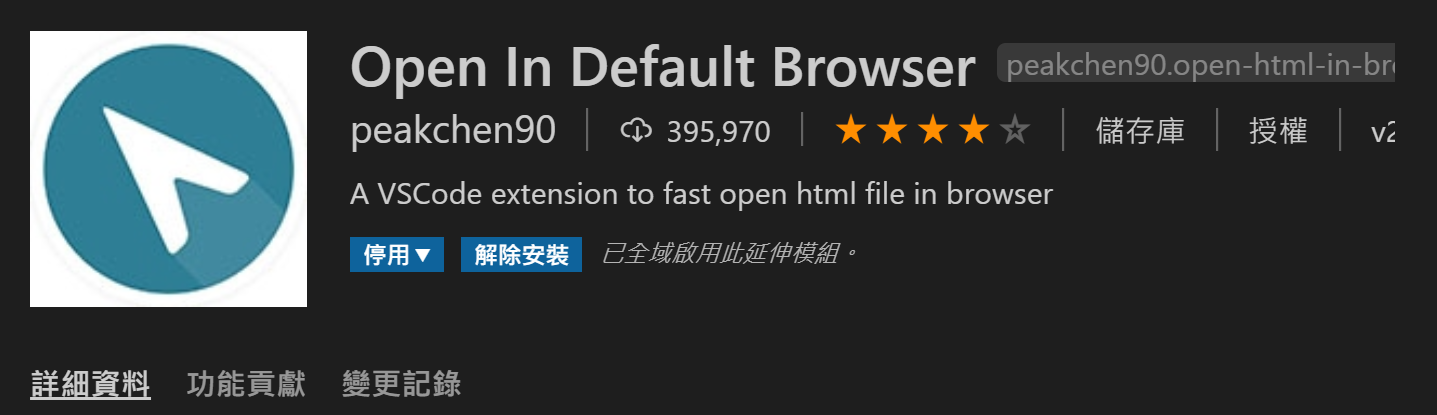 Open In Default Browser peakchen90.open-html-in-br
peakchen90 395,970 儲存庫 授權 v2
A VSCode extension to fast open html file in browser
停用 解除安裝 已全域啟用此延伸模組。
詳細資料 功能貢獻 變更記錄